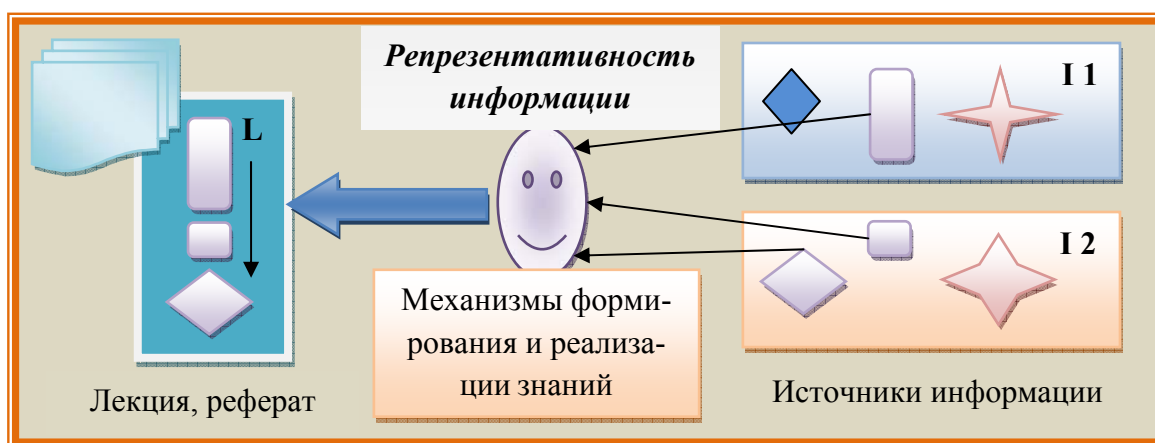 Репрезентативность
информации
I 1
L
I 2
Механизмы форми-
рования и реализа-
ции знаний
Лекция, реферат
Источники информации